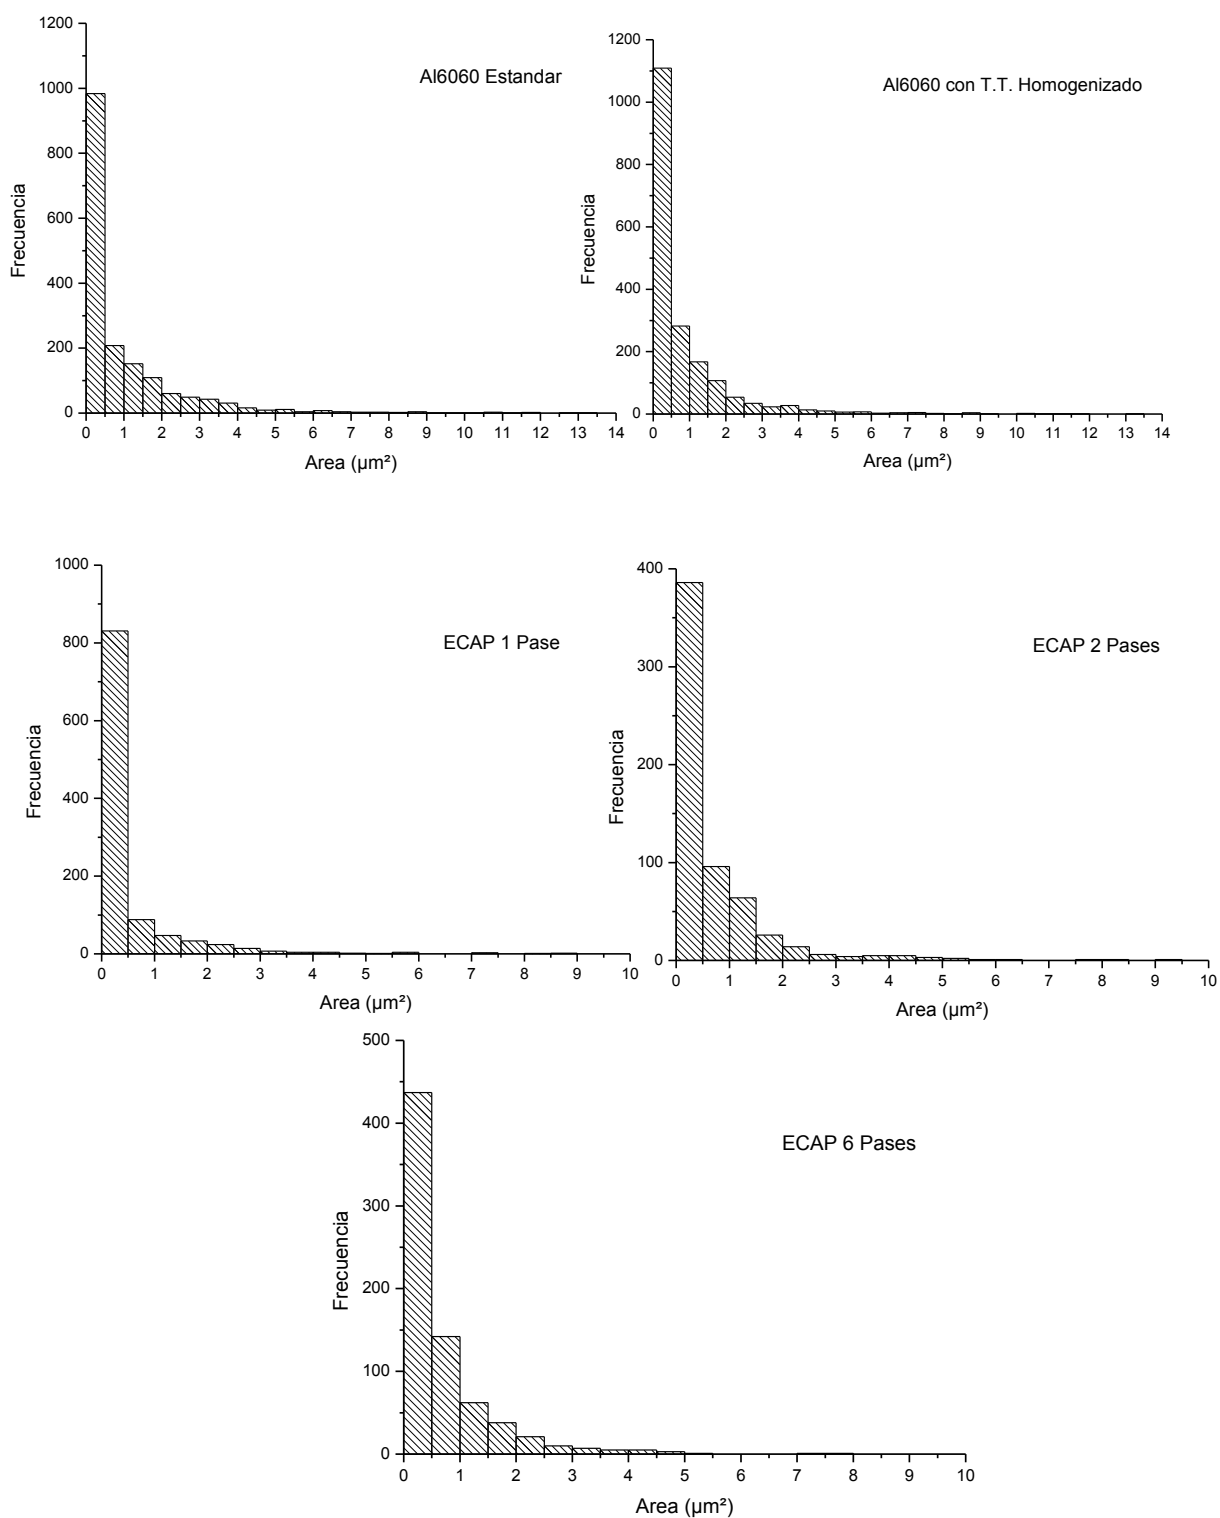 1200
1000
800
600
400
200
0
Frecuencia
Al6060 Estandar
0 1 2 3 4 5 6 7 8 9 10 11 12 13 14
Area (µm²)
1200
1000
800
600
400
200
0
Frecuencia
Al6060 con T.T. Homogenizado
0 1 2 3 4 5 6 7 8 9 10 11 12 13 14
Area (µm²)
1000
800
600
400
200
0
Frecuencia
ECAP 1 Pase
0 1 2 3 4 5 6 7 8 9 10
Area (µm²)
400
300
200
100
0
Frecuencia
ECAP 2 Pases
0 1 2 3 4 5 6 7 8 9 10
Area (µm²)
500
400
300
200
100
0
Frecuencia
ECAP 6 Pases
0 1 2 3 4 5 6 7 8 9 10
Area (µm²)